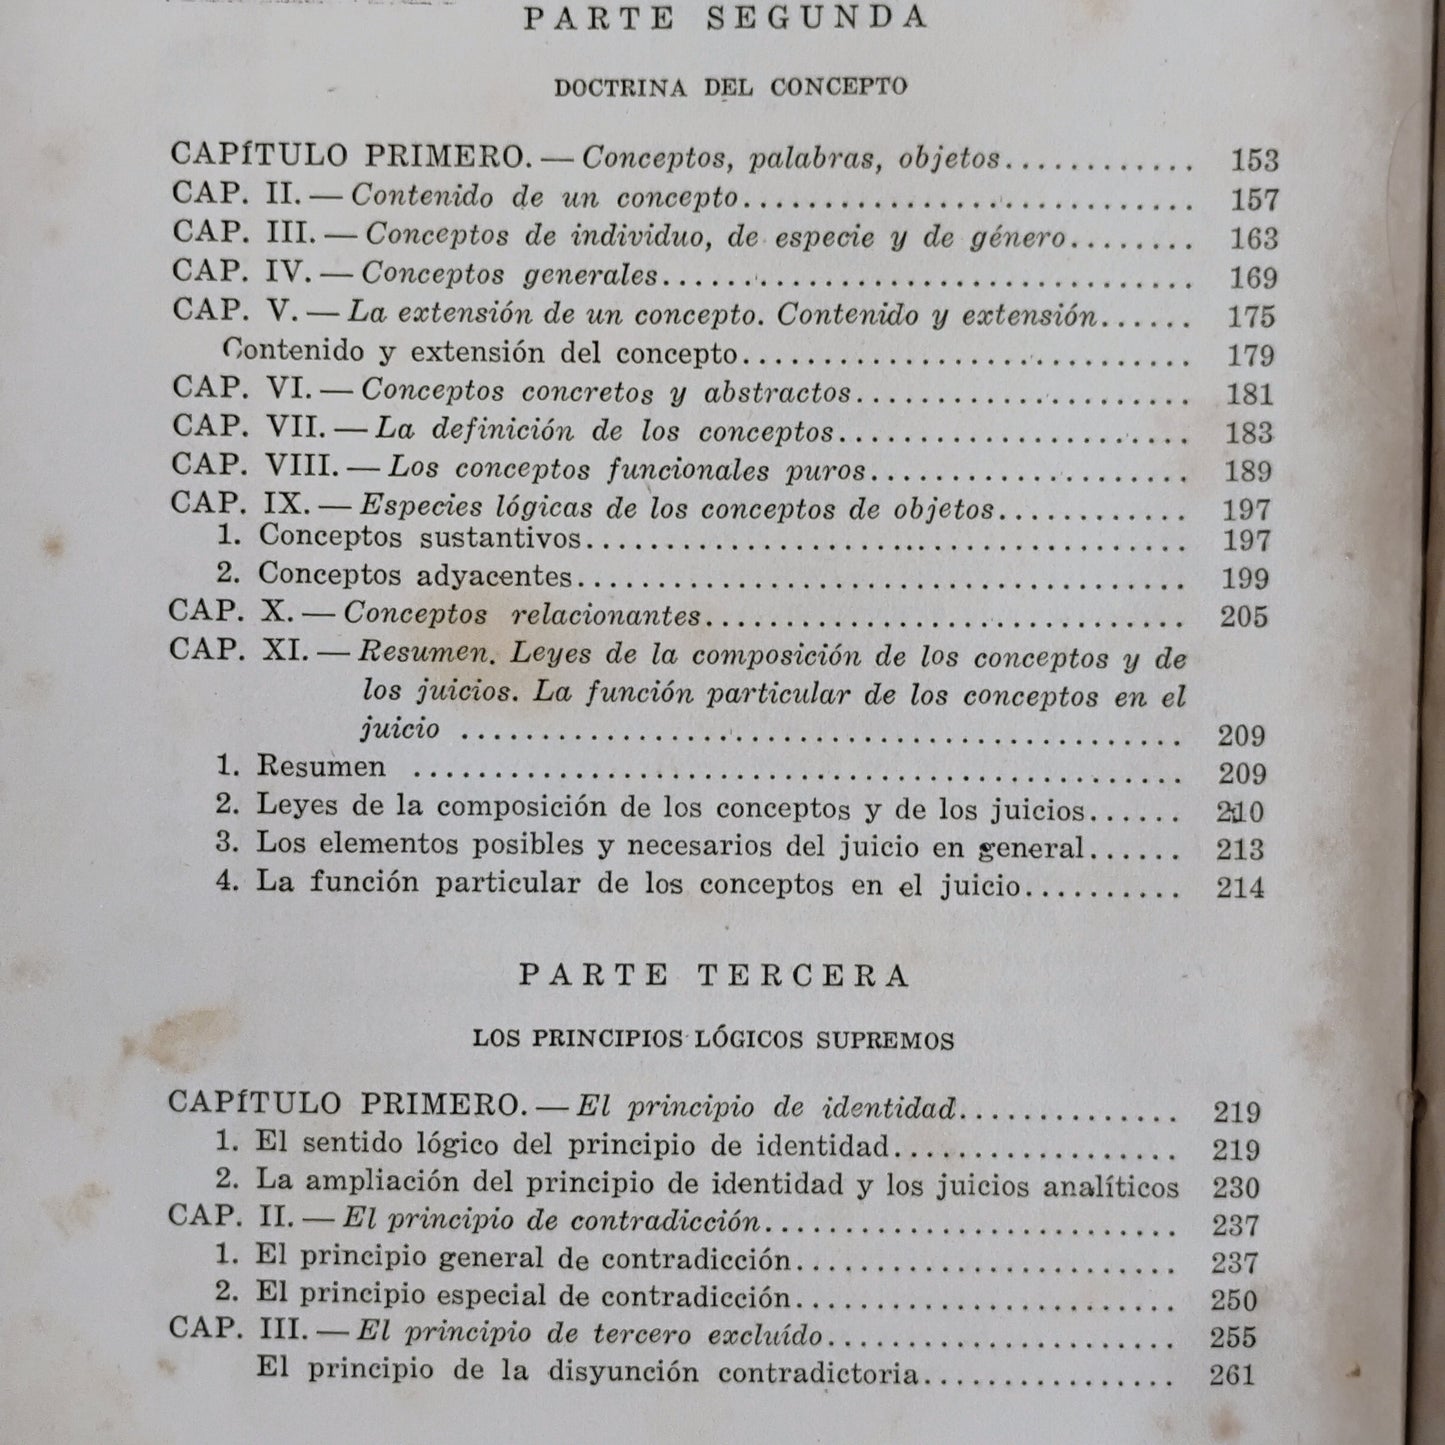 PARTE SEGUNDA
DOCTRINA DEL CONCEPTO
CAPÍTULO PRIMERO. — Conceptos, palabras, objetos............ 153
CAP. II. — Contenido de un concepto............................ 157
CAP. III. — Conceptos de individuo, de especie y de género........ 163
CAP. IV. — Conceptos generales................................. 169
CAP. V. — La extensión de un concepto. Contenido y extensión...... 175
Contenido y extensión del concepto............................ 179
CAP. VI. — Conceptos concretos y abstractos..................... 181
CAP. VII. — La definición de los conceptos...................... 183
CAP. VIII. — Los conceptos funcionales puros.................... 189
CAP. IX. — Especies lógicas de los conceptos de objetos............ 197
1. Conceptos sustantivos...................................... 197
2. Conceptos adyacentes...................................... 199
CAP. X. — Conceptos relacionantes.............................. 205
CAP. XI. — Resumen. Leyes de la composición de los conceptos y de
los juicios. La función particular de los conceptos en el
juicio ............................................. 209
1. Resumen ................................................ 209
2. Leyes de la composición de los conceptos y de los juicios...... 210
3. Los elementos posibles y necesarios del juicio en general...... 213
4. La función particular de los conceptos en el juicio.......... 214
PARTE TERCERA
LOS PRINCIPIOS LÓGICOS SUPREMOS
CAPÍTULO PRIMERO. — El principio de identidad.............. 219
1. El sentido lógico del principio de identidad.................. 219
2. La ampliación del principio de identidad y los juicios analíticos 230
CAP. II. — El principio de contradicción.......................... 237
1. El principio general de contradicción........................ 237
2. El principio especial de contradicción........................ 250
CAP. III. — El principio de tercero excluído...................... 255
El principio de la disyunción contradictoria................ 261